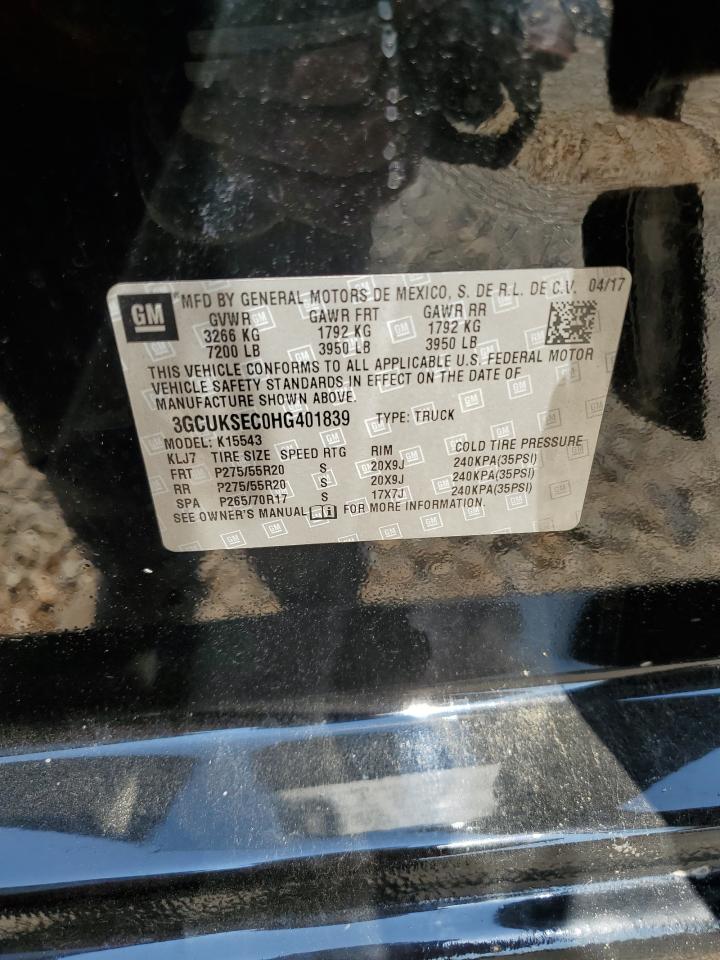 GM
"MFD BY GENERAL MOTORS DE MEXICO, S. DE R.L. DE C.V. 04/17
GVWR GAWR FRT GAWR RR
3266 KG 1792 KG 1792 KG
7200 LB 3950 LB 3950 LB
THIS VEHICLE CONFORMS TO ALL APPLICABLE U.S. FEDERAL MOTOR
VEHICLE SAFETY STANDARDS IN EFFECT ON THE DATE OF
MANUFACTURE SHOWN ABOVE.
3GCUKSEC0HG401839 TYPE: TRUCK
MODEL: K15543
KLJ7 TIRE SIZE SPEED RTG RIM COLD TIRE PRESSURE
FRT P275/55R20 S 20X9J 240KPA(35PSI)
RR P275/55R20 S 20X9J 240KPA(35PSI)
SPA P265/70R17 S 17X7J 240KPA(35PSI)
SEE OWNER'S MANUAL i FOR MORE INFORMATION.